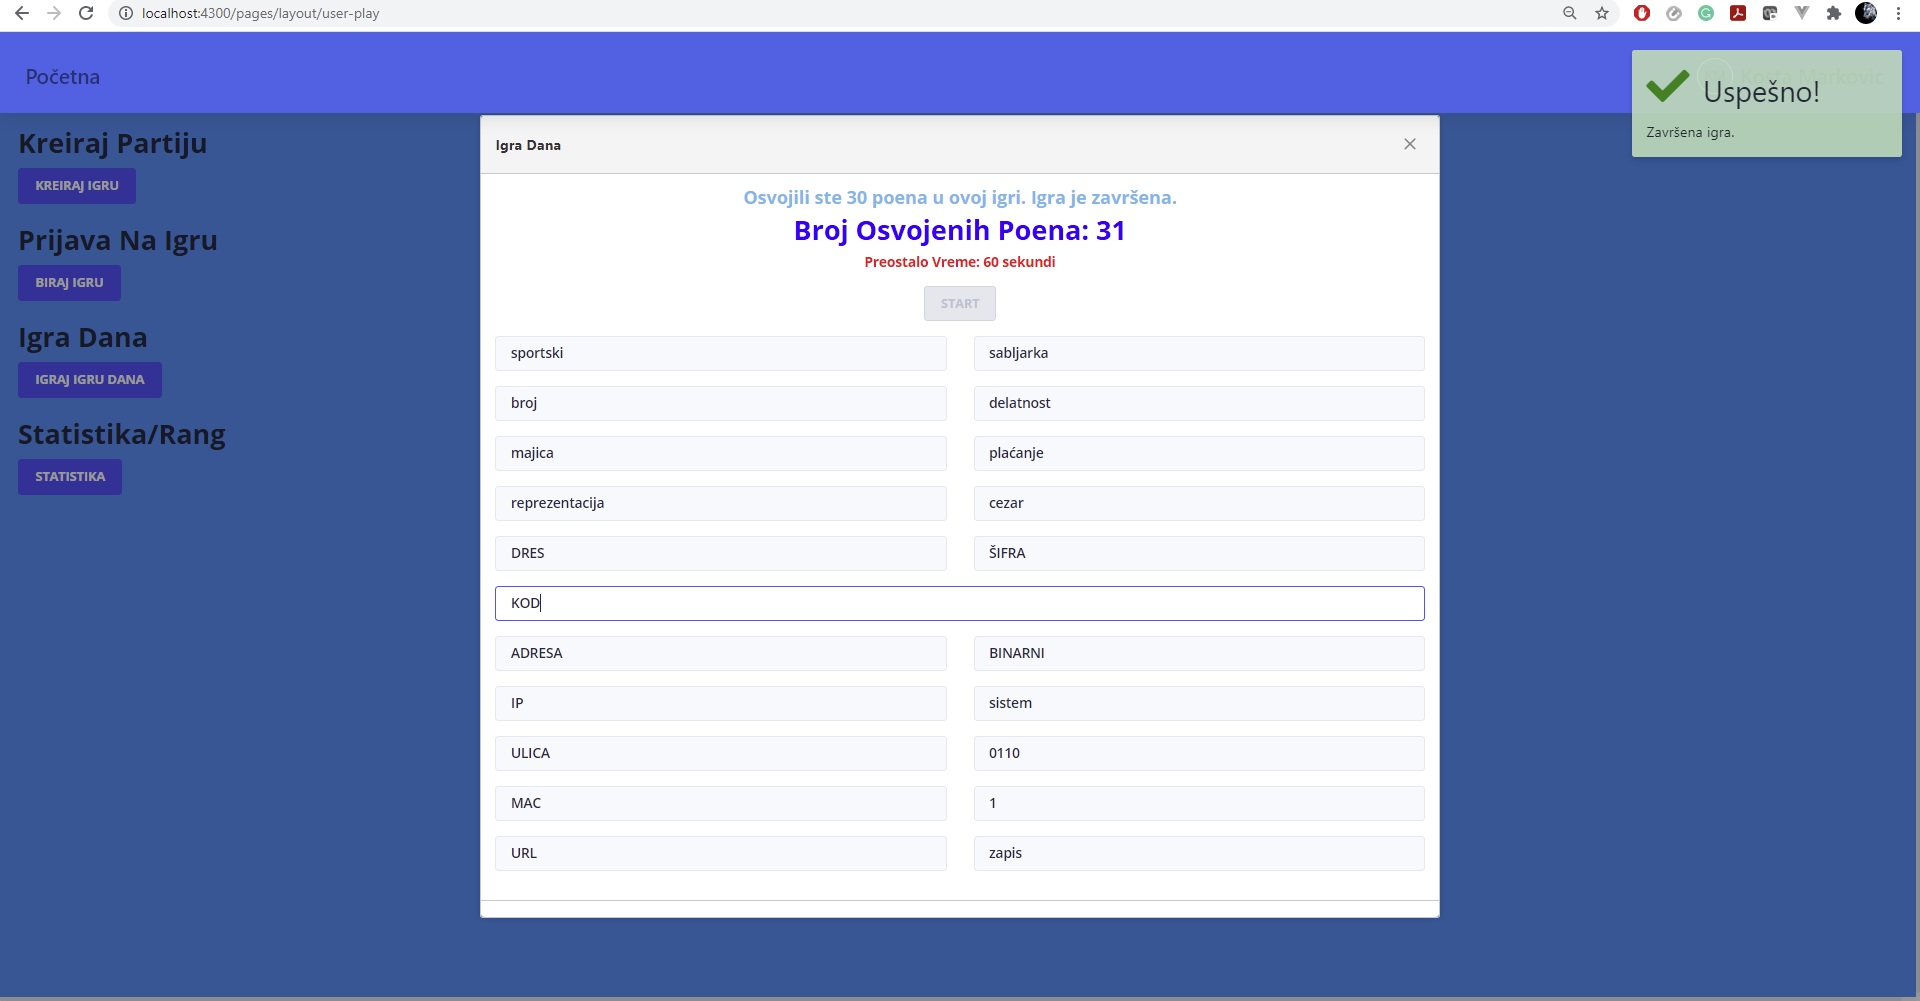 localhost:4300/pages/layout/user-play
Početna
Uspešno!
Završena igra.
Kreiraj Partiju
KREIRAJ IGRU
Prijava Na Igru
BIRAJ IGRU
Igra Dana
IGRAJ IGRU DANA
Statistika/Rang
STATISTIKA
Igra Dana
Osvojili ste 30 poena u ovoj igri. Igra je završena.
Broj Osvojenih Poena: 31
Preostalo Vreme: 60 sekundi
START
sportski sabljarka
broj delatnost
majica plaćanje
reprezentacija cezar
DRES ŠIFRA
KOD
ADRESA BINARNI
IP sistem
ULICA 0110
MAC 1
URL zapis